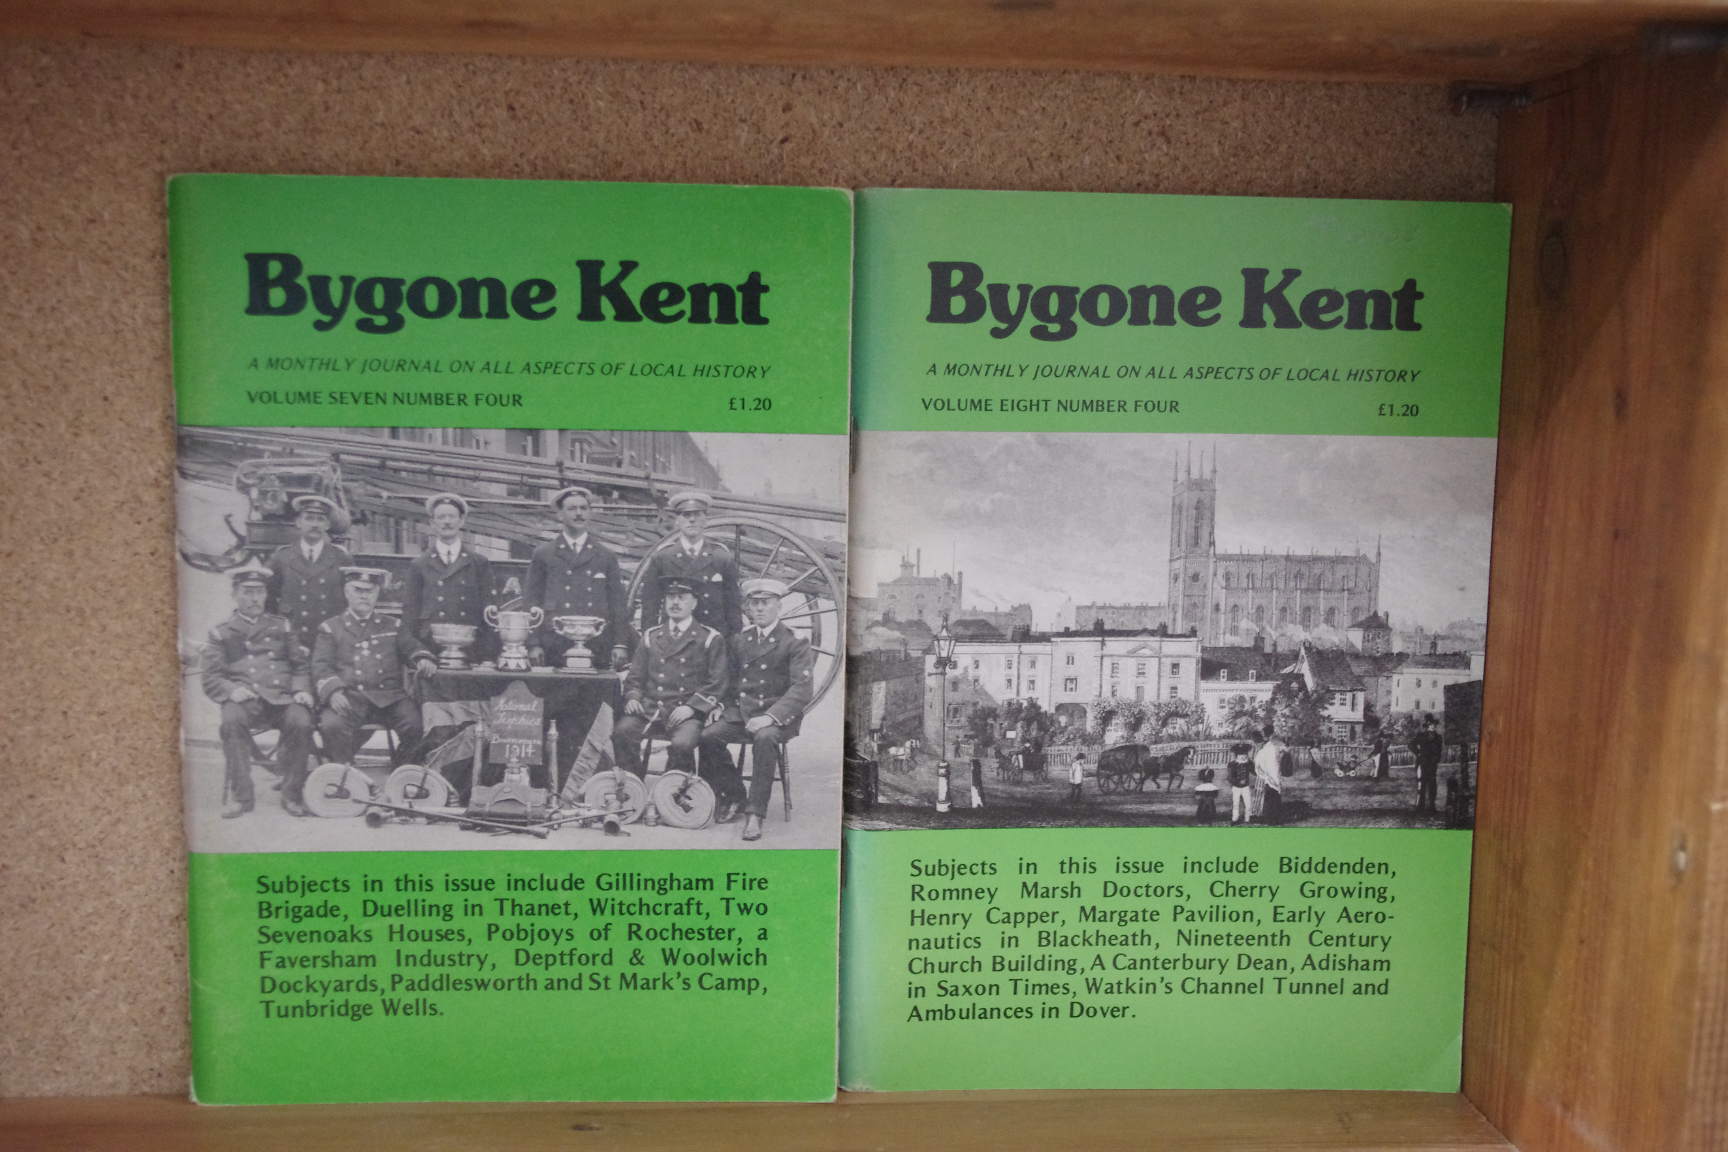 Bygone Kent
A MONTHLY JOURNAL ON ALL ASPECTS OF LOCAL HISTORY
VOLUME SEVEN NUMBER FOUR
£1.20
National
Trophies
1914
Subjects in this issue include Gillingham Fire
Brigade, Duelling in Thanet, Witchcraft, Two
Sevenoaks Houses, Pobjoys of Rochester, a
Faversham Industry, Deptford & Woolwich
Dockyards, Paddlesworth and St Mark's Camp,
Tunbridge Wells.
Bygone Kent
A MONTHLY JOURNAL ON ALL ASPECTS OF LOCAL HISTORY
VOLUME EIGHT NUMBER FOUR
£1.20
Subjects in this issue include Biddenden,
Romney Marsh Doctors, Cherry Growing,
Henry Capper, Margate Pavilion, Early Aero-
nautics in Blackheath, Nineteenth Century
Church Building, A Canterbury Dean, Adisham
in Saxon Times, Watkin's Channel Tunnel and
Ambulances in Dover.